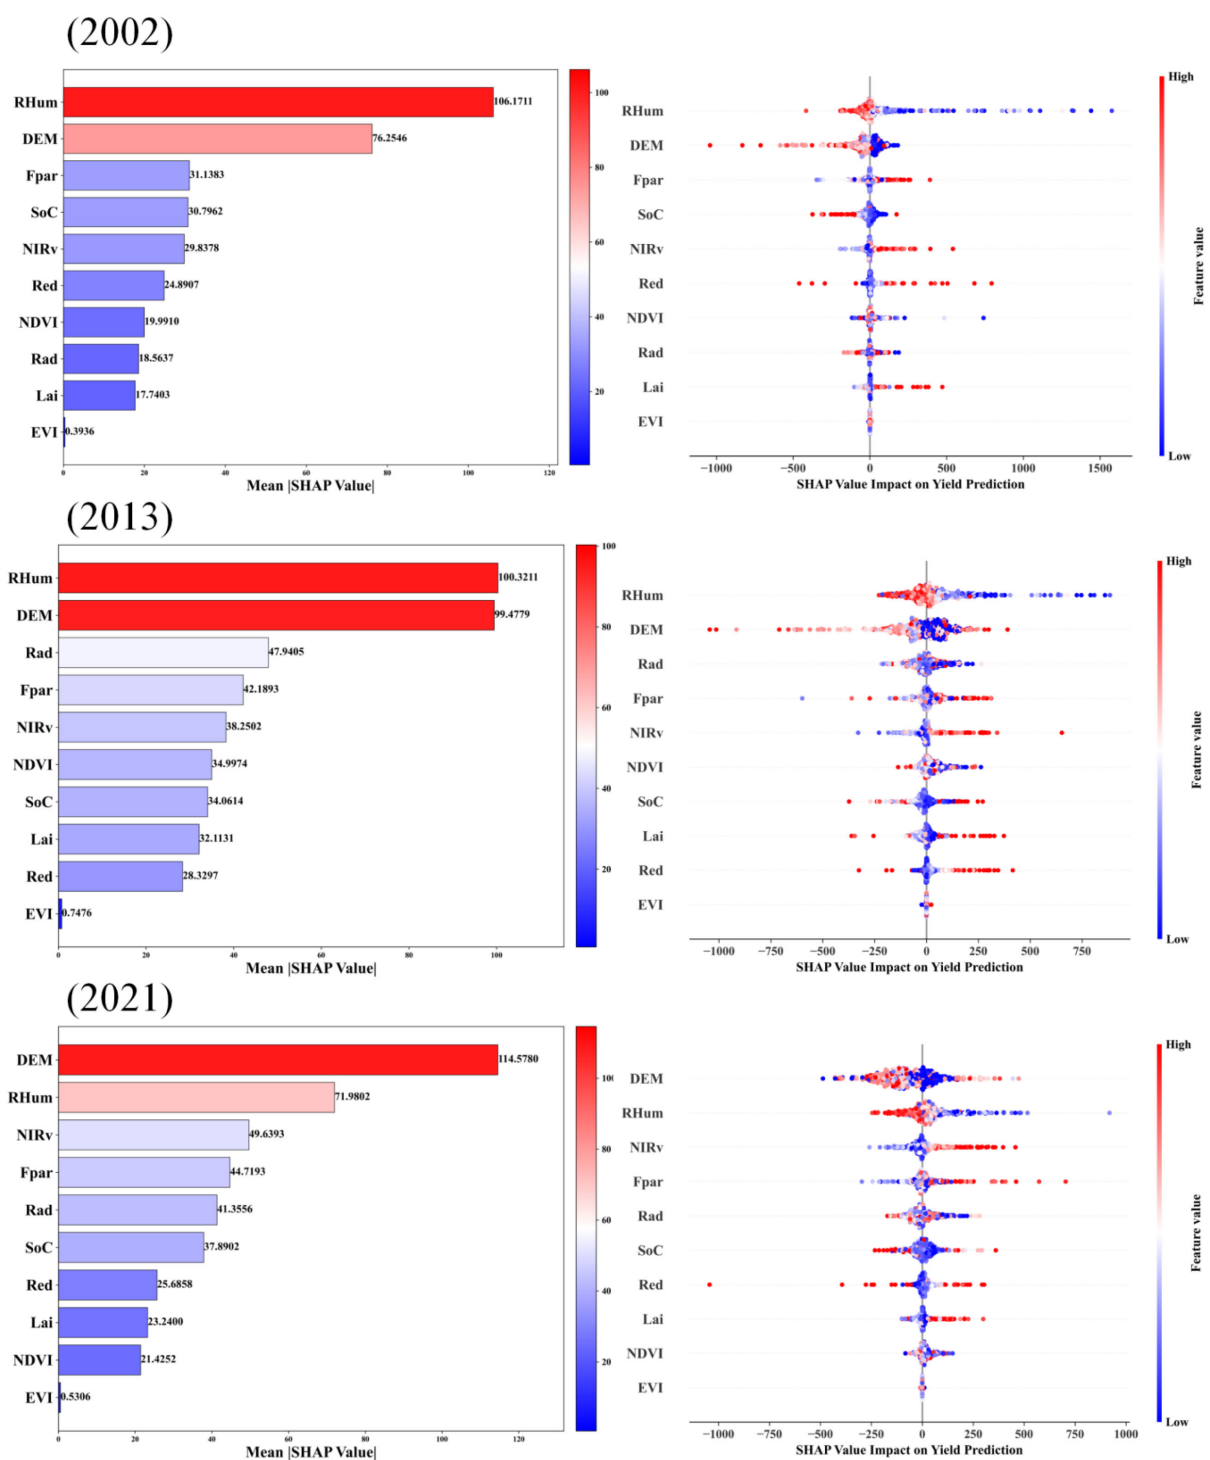 (2002)
RHum 106.1711
DEM 76.2546
Fpar 31.1383
SoC 30.7962
NIRv 29.8378
Red 24.8907
NDVI 19.9910
Rad 18.5637
Lai 17.7403
EVI 0.3936
0 20 40 60 80 100 120
Mean |SHAP Value|
100
80
60
40
20
RHum
DEM
Fpar
SoC
NIRv
Red
NDVI
Rad
Lai
EVI
−1000 −500 0 500 1000 1500
SHAP Value Impact on Yield Prediction
High
Feature value
Low
(2013)
RHum 100.3211
DEM 99.4779
Rad 47.9405
Fpar 42.1893
NIRv 38.2502
NDVI 34.9974
SoC 34.0614
Lai 32.1131
Red 28.3297
EVI 0.7476
0 20 40 60 80 100
Mean |SHAP Value|
100
80
60
40
20
RHum
DEM
Rad
Fpar
NIRv
NDVI
SoC
Lai
Red
EVI
−1000 −750 −500 −250 0 250 500 750
SHAP Value Impact on Yield Prediction
High
Feature value
Low
(2021)
DEM 114.5780
RHum 71.9802
NIRv 49.6393
Fpar 44.7193
Rad 41.3556
SoC 37.8902
Red 25.6858
Lai 23.2400
NDVI 21.4252
EVI 0.5306
0 20 40 60 80 100 120
Mean |SHAP Value|
80
60
40
20
DEM
RHum
NIRv
Fpar
Rad
SoC
Red
Lai
NDVI
EVI
−1000 −750 −500 −250 0 250 500 750 1000
SHAP Value Impact on Yield Prediction
High
Feature value
Low